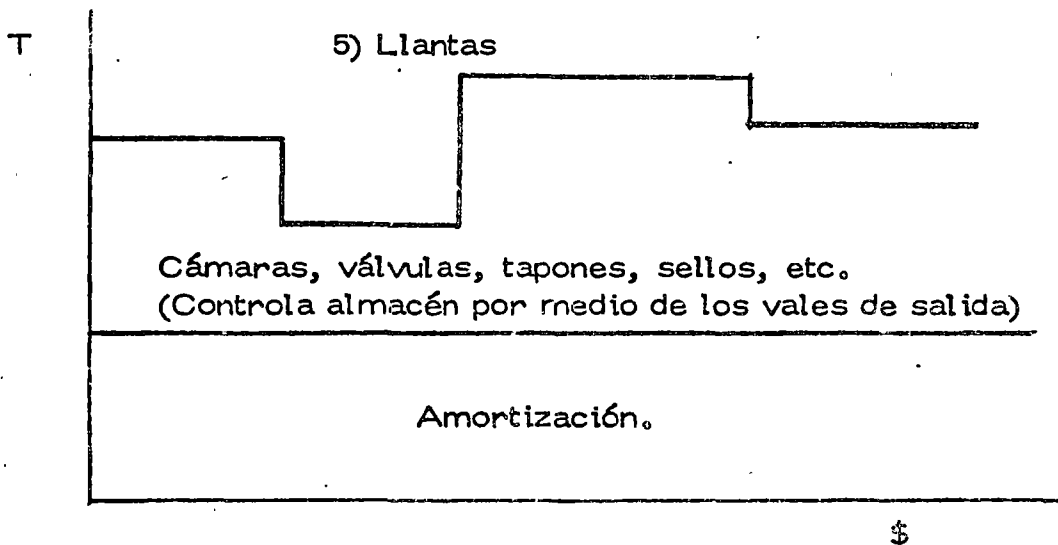 T
5) Llantas
Cámaras, válvulas, tapones, sellos, etc.
(Controla almacén por medio de los vales de salida)
Amortización.
$